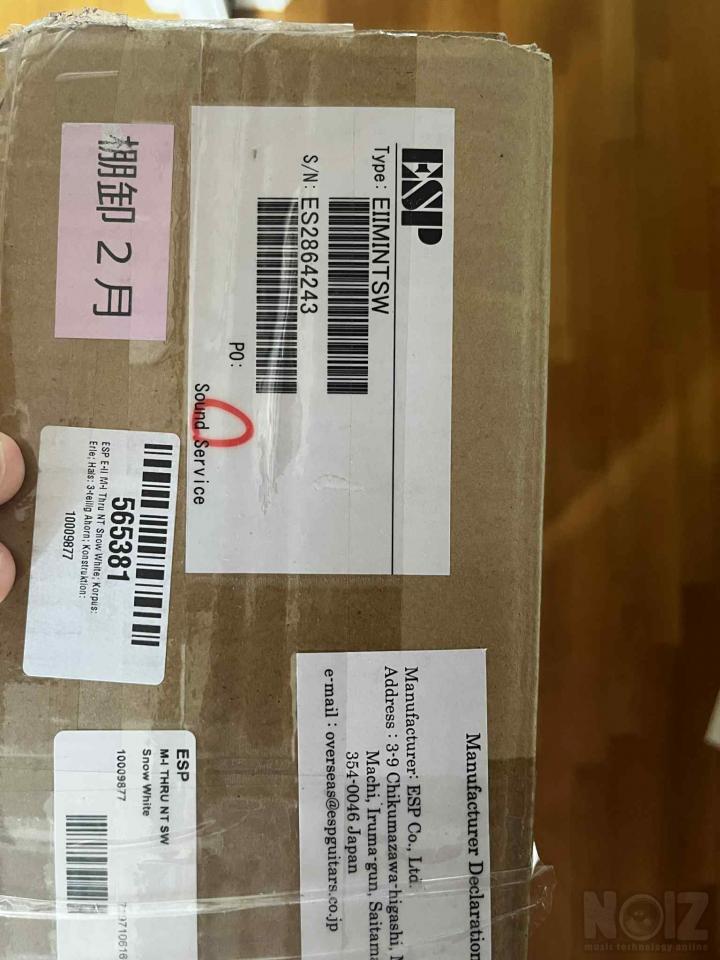 ESP
Type: EIIMINTSW
S/N: ES2864243
PO:
Sound Service
棚卸 2月
565381
ESP E-II M-I Thru NT Snow White; Korpus:
Erle; Hals: 3-teilig Ahorn; Konstruktion:
10009877
Manufacturer Declaration
Manufacturer: ESP Co., Ltd.
Address : 3-9 Chikumazawa-higashi,
Machi, Iruma-gun, Saitama
354-0046 Japan
e-mail : overseas@espguitars.co.jp
ESP
M-I THRU NT SW
Snow White
10009877
NOIZ
music technology online